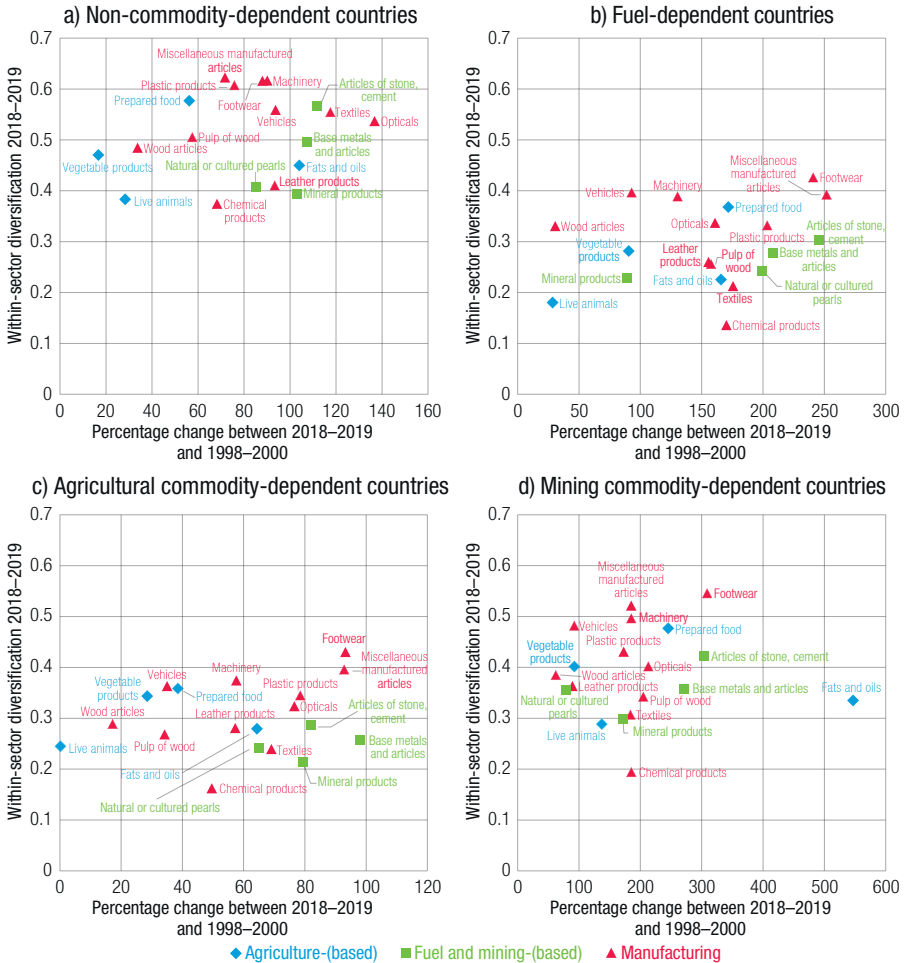 a) Non-commodity-dependent countries
Within-sector diversification 2018–2019
0.7
0.6
0.5
0.4
0.3
0.2
0.1
0
Miscellaneous manufactured
articles
Plastic products
Machinery
Articles of stone,
cement
Prepared food
Footwear
Vehicles
Textiles
Opticals
Pulp of wood
Wood articles
Base metals
and articles
Vegetable products
Natural or cultured pearls
Fats and oils
Leather products
Mineral products
Live animals
Chemical
products
0 20 40 60 80 100 120 140 160
Percentage change between 2018–2019
and 1998–2000
b) Fuel-dependent countries
Within-sector diversification 2018–2019
0.7
0.6
0.5
0.4
0.3
0.2
0.1
0
Miscellaneous
manufactured
articles
Footwear
Vehicles
Machinery
Prepared food
Wood articles
Opticals
Plastic products
Articles of stone,
cement
Vegetable
products
Leather
products
Pulp of
wood
Base metals and
articles
Mineral products
Fats and oils
Natural or cultured
pearls
Textiles
Live animals
Chemical products
0 50 100 150 200 250 300
Percentage change between 2018–2019
and 1998–2000
c) Agricultural commodity-dependent countries
Within-sector diversification 2018–2019
0.7
0.6
0.5
0.4
0.3
0.2
0.1
0
Footwear
Miscellaneous
manufactured
articles
Vehicles
Machinery
Vegetable
products
Prepared food
Plastic products
Opticals
Wood articles
Leather products
Articles of stone,
cement
Pulp of wood
Live animals
Base metals
and articles
Fats and oils
Textiles
Mineral products
Chemical products
Natural or cultured pearls
0 20 40 60 80 100 120
Percentage change between 2018–2019
and 1998–2000
d) Mining commodity-dependent countries
Within-sector diversification 2018–2019
0.7
0.6
0.5
0.4
0.3
0.2
0.1
0
Miscellaneous
manufactured
articles
Footwear
Machinery
Vehicles
Prepared food
Plastic products
Vegetable
products
Articles of stone, cement
Opticals
Wood articles
Leather products
Base metals and articles
Fats and oils
Natural or cultured
pearls
Pulp of wood
Textiles
Live animals
Mineral products
Chemical products
0 100 200 300 400 500 600
Percentage change between 2018–2019
and 1998–2000
Agriculture-(based)
Fuel and mining-(based)
Manufacturing